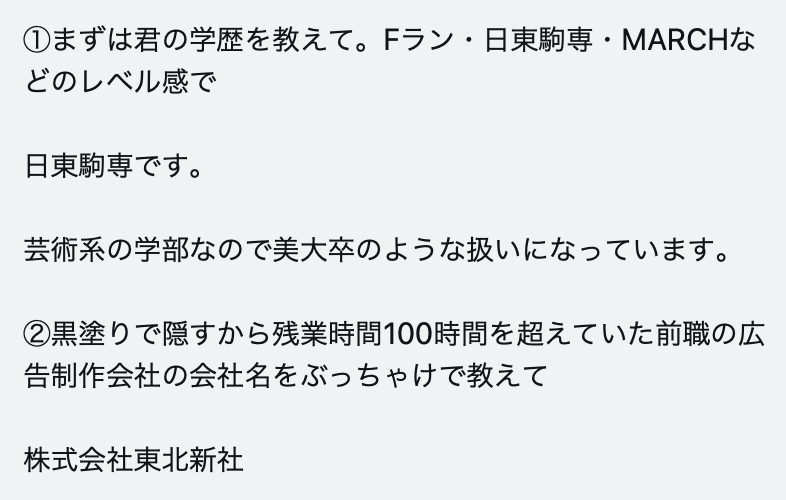 ①まずは君の学歴を教えて。Fラン・日東駒専・MARCHな
どのレベル感で
日東駒専です。
芸術系の学部なので美大卒のような扱いになっています。
②黒塗りで隠すから残業時間100時間を超えていた前職の広
告制作会社の会社名をぶっちゃけで教えて
株式会社東北新社